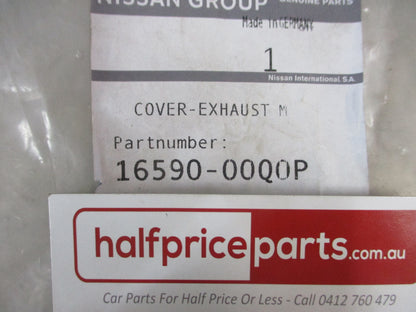 NISSAN GROUP GENUINE PARTS
Made in GERMANY
1
Nissan International, S.A.
COVER-EXHAUST M
Partnumber:
16590-00Q0P
halfpriceparts.com.au
Car Parts For Half Price Or Less - Call 0412 760 479